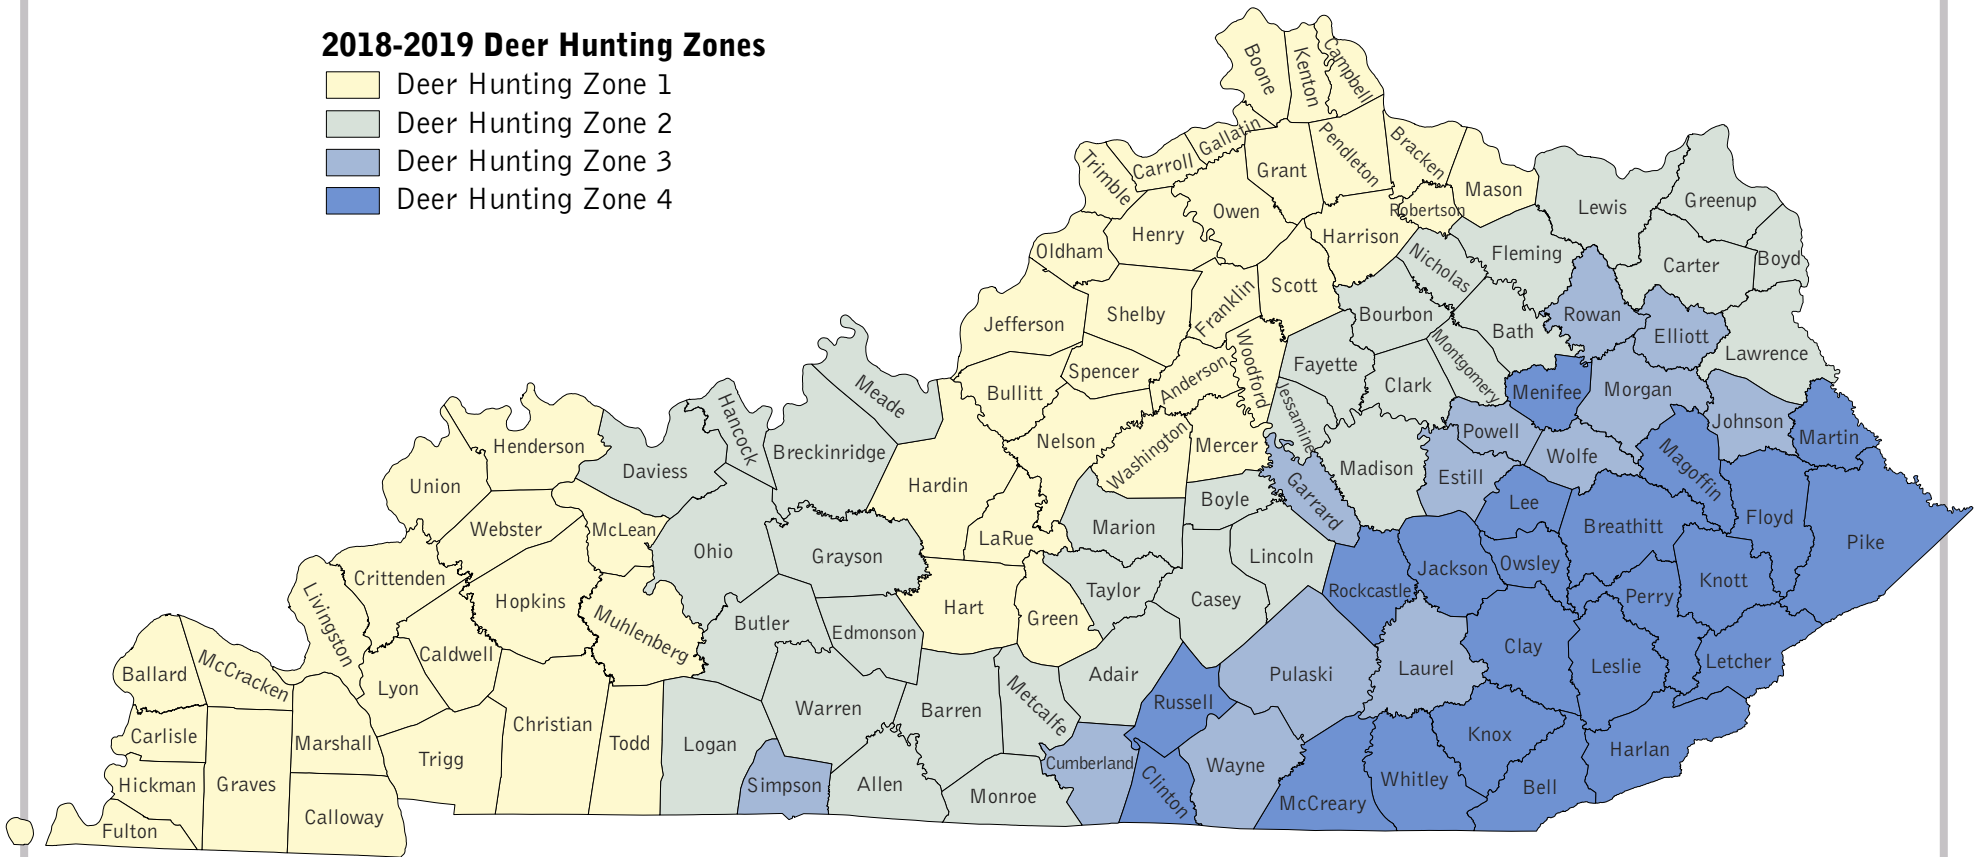 2018-2019 Deer Hunting Zones
Deer Hunting Zone 1
Deer Hunting Zone 2
Deer Hunting Zone 3
Deer Hunting Zone 4
Boone
Kenton
Campbell
Gallatin
Carroll
Trimble
Grant
Pendleton
Bracken
Mason
Robertson
Owen
Henry
Oldham
Harrison
Lewis
Greenup
Fleming
Nicholas
Carter
Boyd
Scott
Franklin
Shelby
Jefferson
Bourbon
Bath
Rowan
Elliott
Lawrence
Montgomery
Fayette
Woodford
Anderson
Spencer
Bullitt
Clark
Menifee
Morgan
Johnson
Martin
Magoffin
Jessamine
Meade
Hancock
Breckinridge
Daviess
Henderson
Union
Webster
McLean
Hardin
Nelson
Washington
Mercer
Madison
Powell
Estill
Wolfe
Garrard
Boyle
Marion
LaRue
Lee
Breathitt
Floyd
Pike
Ohio
Grayson
Lincoln
Jackson
Owsley
Knott
Perry
Rockcastle
Crittenden
Livingston
Hopkins
Muhlenberg
Butler
Edmonson
Hart
Green
Taylor
Casey
Ballard
McCracken
Lyon
Caldwell
Adair
Russell
Pulaski
Laurel
Clay
Leslie
Letcher
Carlisle
Graves
Marshall
Trigg
Christian
Todd
Logan
Warren
Barren
Metcalfe
Knox
Harlan
Hickman
Fulton
Calloway
Simpson
Allen
Monroe
Cumberland
Clinton
Wayne
McCreary
Whitley
Bell